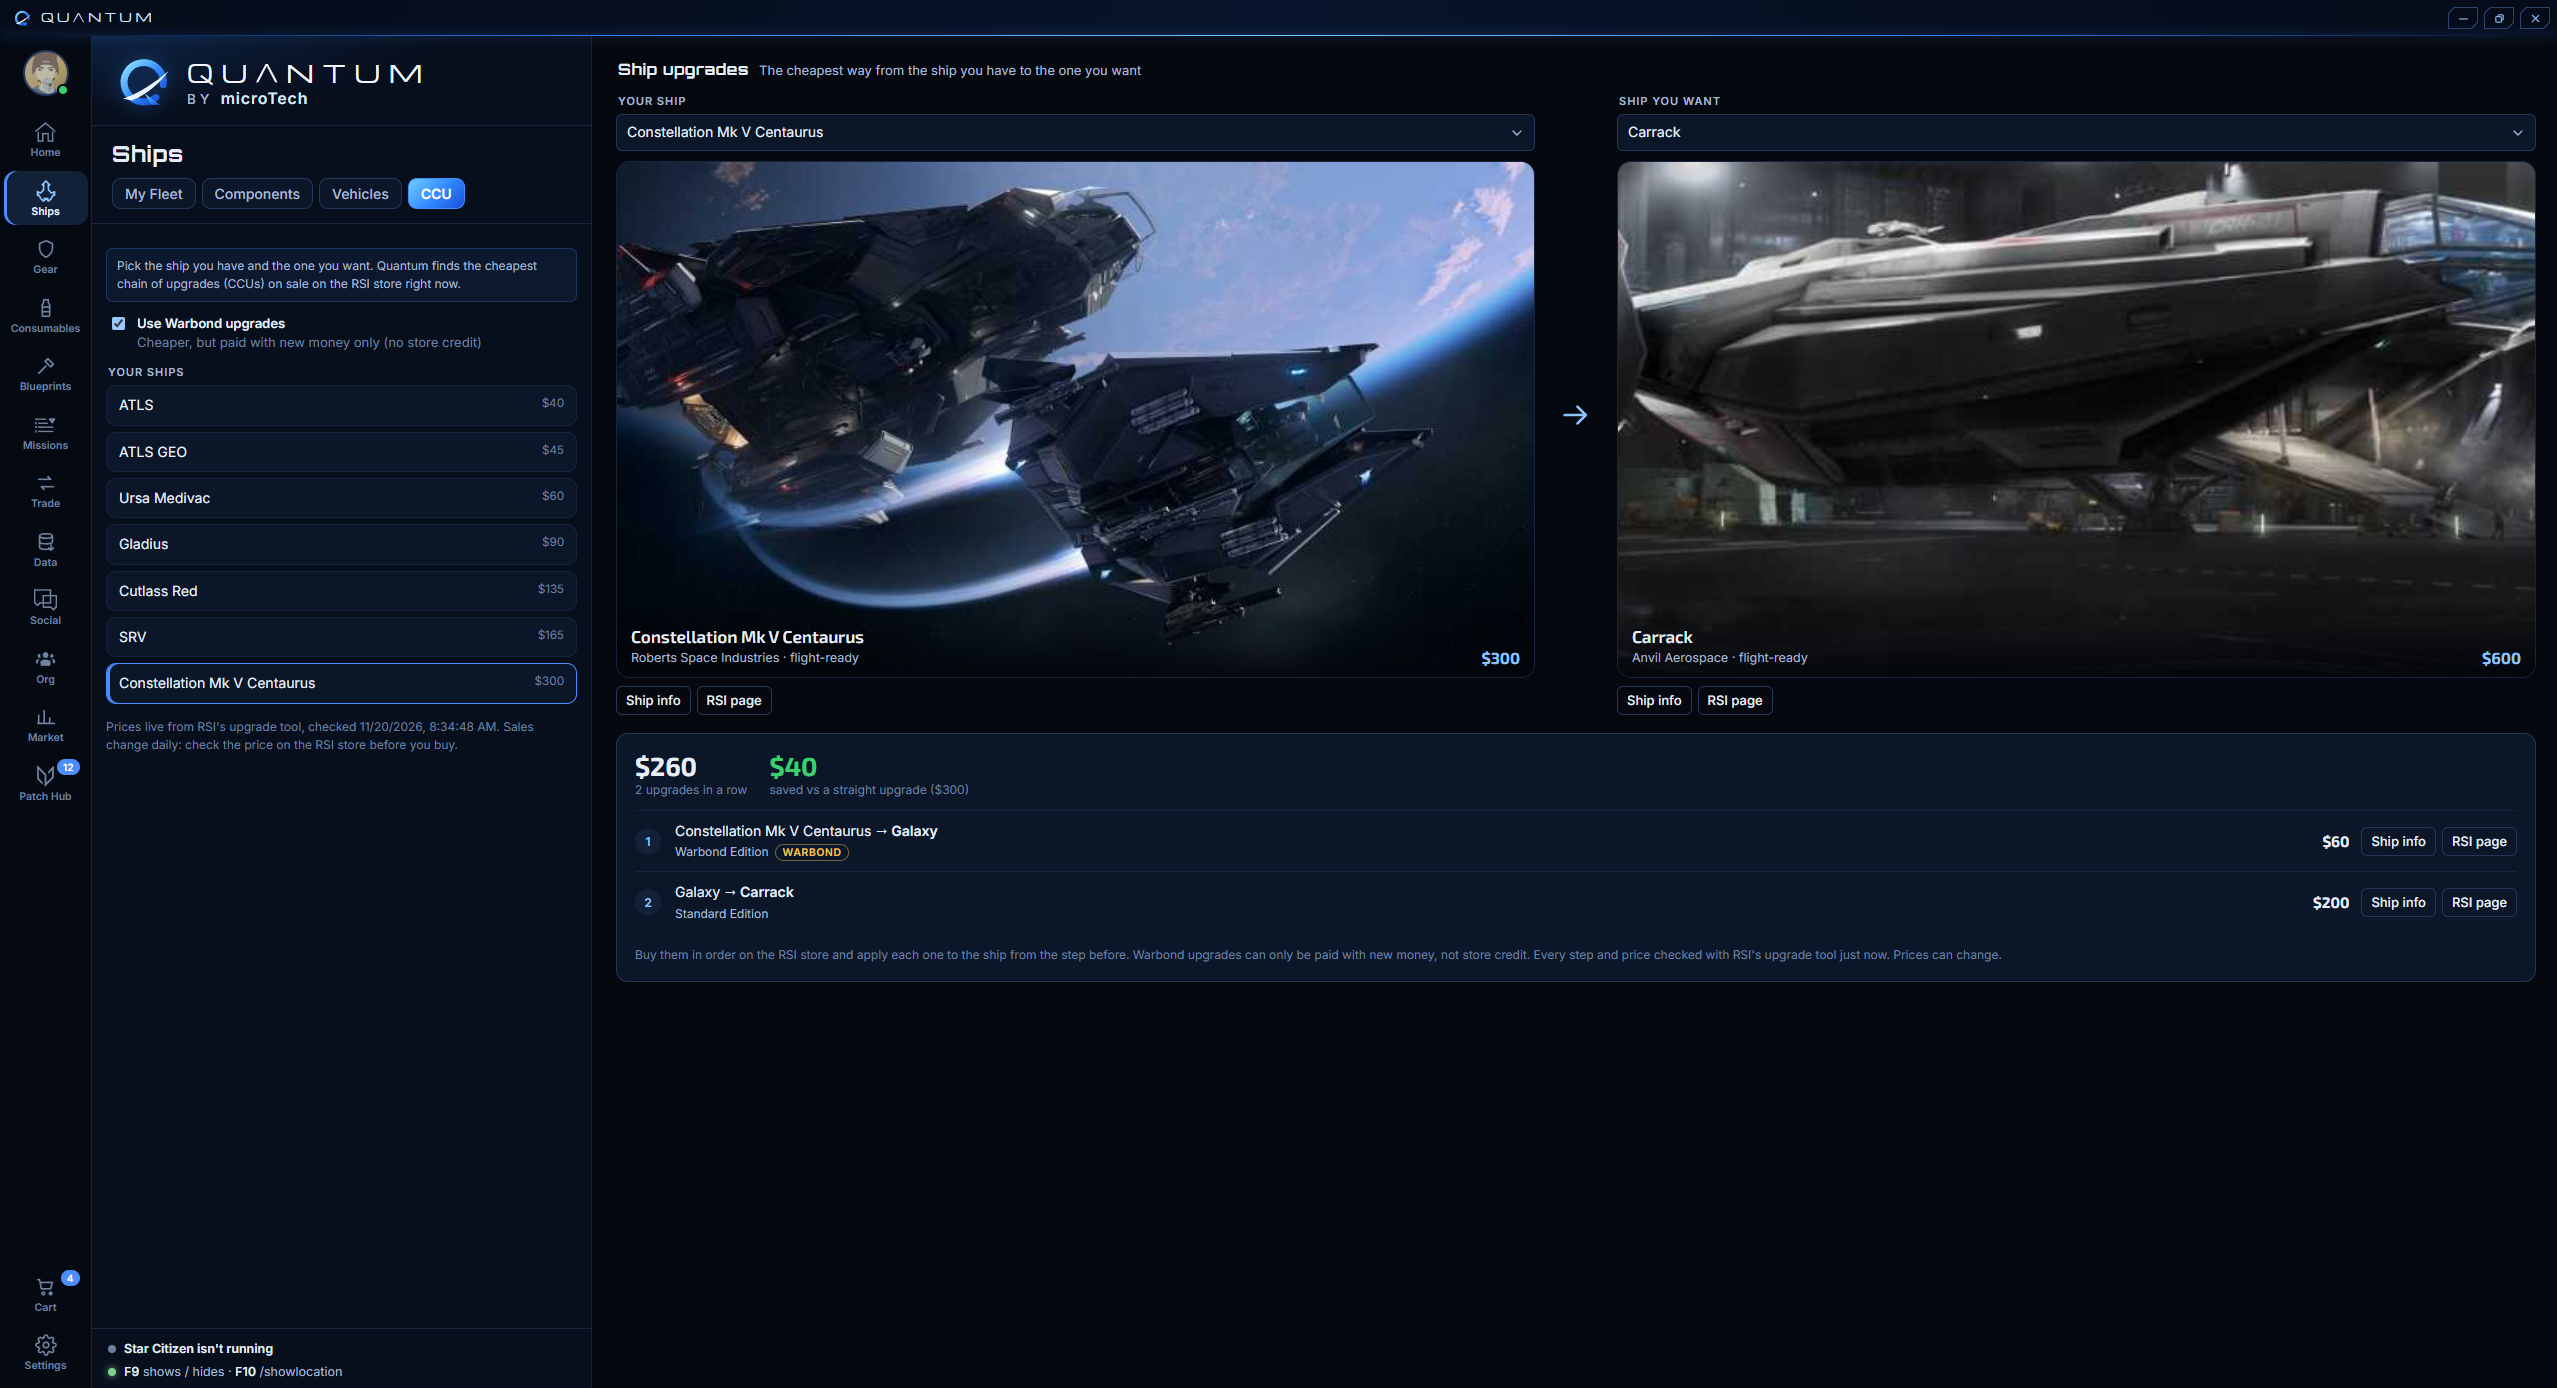 QUANTUM
Home
Ships
Gear
Consumables
Blueprints
Missions
Trade
Data
Social
Org
Market
12
Patch Hub
4
Cart
Settings
QUANTUM
BY microTech
Ships
My Fleet
Components
Vehicles
CCU
Pick the ship you have and the one you want. Quantum finds the cheapest
chain of upgrades (CCUs) on sale on the RSI store right now.
Use Warbond upgrades
Cheaper, but paid with new money only (no store credit)
YOUR SHIPS
ATLS $40
ATLS GEO $45
Ursa Medivac $60
Gladius $90
Cutlass Red $135
SRV $165
Constellation Mk V Centaurus $300
Prices live from RSI's upgrade tool, checked 11/20/2026, 8:34:48 AM. Sales
change daily: check the price on the RSI store before you buy.
Star Citizen isn't running
F9 shows / hides · F10 /showlocation
Ship upgrades The cheapest way from the ship you have to the one you want
YOUR SHIP
Constellation Mk V Centaurus
Constellation Mk V Centaurus
Roberts Space Industries · flight-ready
$300
Ship info
RSI page
→
SHIP YOU WANT
Carrack
Carrack
Anvil Aerospace · flight-ready
$600
Ship info
RSI page
$260
2 upgrades in a row
$40
saved vs a straight upgrade ($300)
1
Constellation Mk V Centaurus → Galaxy
Warbond Edition WARBOND
$60
Ship info
RSI page
2
Galaxy → Carrack
Standard Edition
$200
Ship info
RSI page
Buy them in order on the RSI store and apply each one to the ship from the step before. Warbond upgrades can only be paid with new money, not store credit. Every step and price checked with RSI's upgrade tool just now. Prices can change.